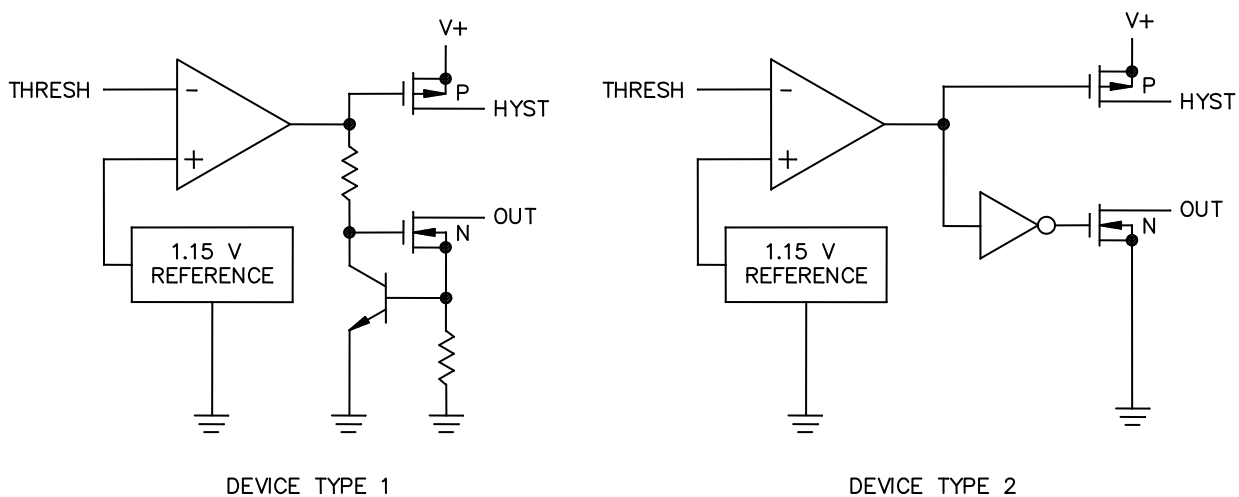 V+
THRESH
-
P
HYST
+
OUT
N
1.15 V
REFERENCE
DEVICE TYPE 1
V+
THRESH
-
P
HYST
+
OUT
N
1.15 V
REFERENCE
DEVICE TYPE 2